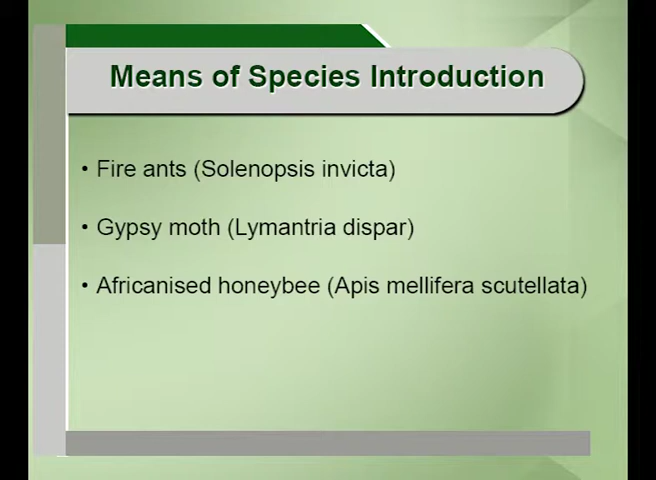 Means of Species Introduction
• Fire ants (Solenopsis invicta)
• Gypsy moth (Lymantria dispar)
• Africanised honeybee (Apis mellifera scutellata)